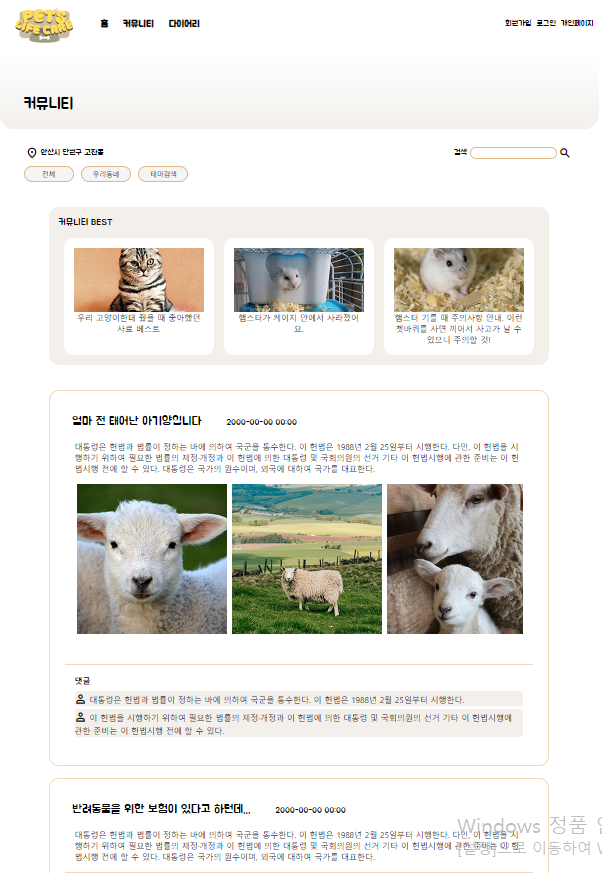 PET'S
LIFE CARE
홈 커뮤니티 다이어리
회원가입 로그인 개인페이지
커뮤니티
안산시 단원구 고잔동
검색
전체 우리동네 테마검색
커뮤니티 BEST
우리 고양이한테 줬을 때 좋아했던
사료 베스트
햄스터가 케이지 안에서 사라졌어
요.
햄스터 기를 때 주의사항 안내. 이런
쳇바퀴를 사면 끼어서 사고가 날 수
있으니 주의할 것!
얼마 전 태어난 아기양입니다 2000-00-00 00:00
대통령은 헌법과 법률이 정하는 바에 의하여 국군을 통수한다. 이 헌법은 1988년 2월 25일부터 시행한다. 다만, 이 헌법을 시
행하기 위하여 필요한 법률의 제정·개정과 이 헌법에 의한 대통령 및 국회의원의 선거 기타 이 헌법시행에 관한 준비는 이 헌
법시행 전에 할 수 있다. 대통령은 국가의 원수이며, 외국에 대하여 국가를 대표한다.
댓글
대통령은 헌법과 법률이 정하는 바에 의하여 국군을 통수한다. 이 헌법은 1988년 2월 25일부터 시행한다.
이 헌법을 시행하기 위하여 필요한 법률의 제정·개정과 이 헌법에 의한 대통령 및 국회의원의 선거 기타 이 헌법시행에
관한 준비는 이 헌법시행 전에 할 수 있다.
반려동물을 위한 보험이 있다고 하던데... 2000-00-00 00:00
대통령은 헌법과 법률이 정하는 바에 의하여 국군을 통수한다. 이 헌법은 1988년 2월 25일부터 시행한다. 다만, 이 헌법을 시
행하기 위하여 필요한 법률의 제정·개정과 이 헌법에 의한 대통령 및 국회의원의 선거 기타 이 헌법시행에 관한 준비는 이 헌
법시행 전에 할 수 있다. 대통령은 국가의 원수이며, 외국에 대하여 국가를 대표한다.
Windows 정품
[설정]으로 이동하여 W